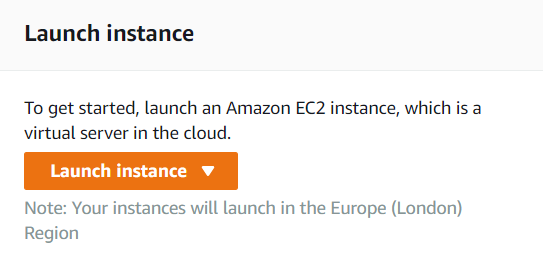 Launch instance
To get started, launch an Amazon EC2 instance, which is a
virtual server in the cloud.
Launch instance
Note: Your instances will launch in the Europe (London)
Region